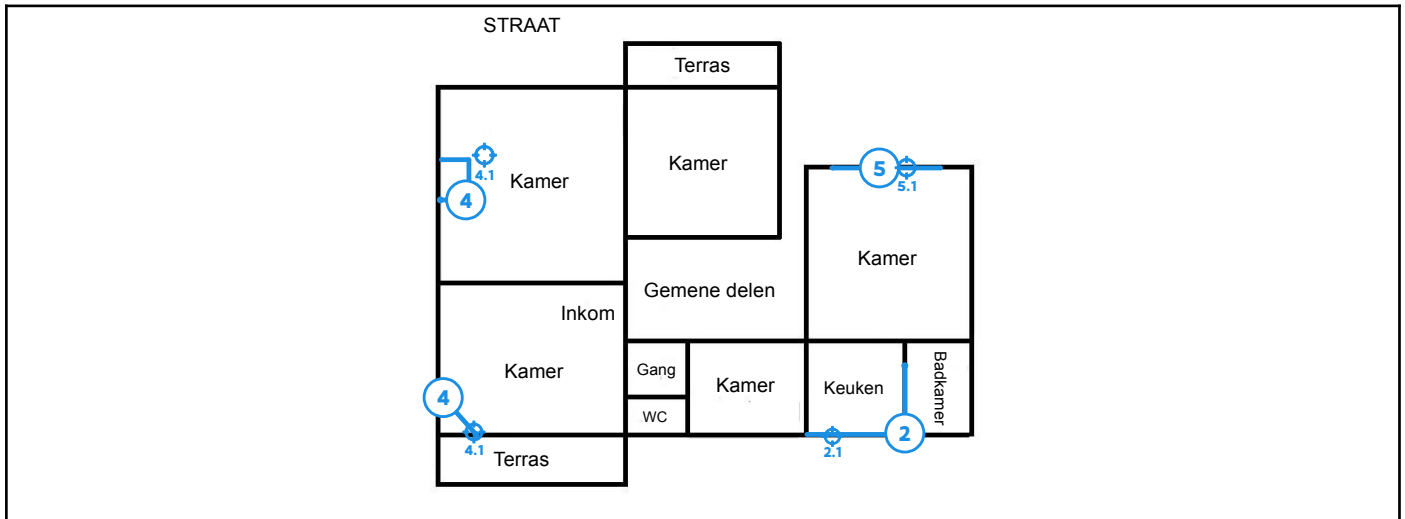 STRAAT
Terras
Kamer
4.1
Kamer
4
5
5.1
Kamer
Gemene delen
Inkom
Kamer
Gang
Kamer
Keuken
Badkamer
WC
4
4.1
2.1
2
Terras